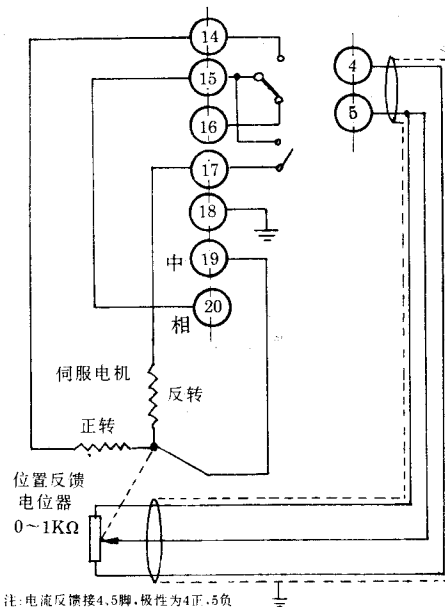 14
4
15
5
16
17
18
中 19
20
相
伺服电机
反转
正转
位置反馈
电位器
0～1KΩ
注:电流反馈接4、5脚,极性为4正、5负